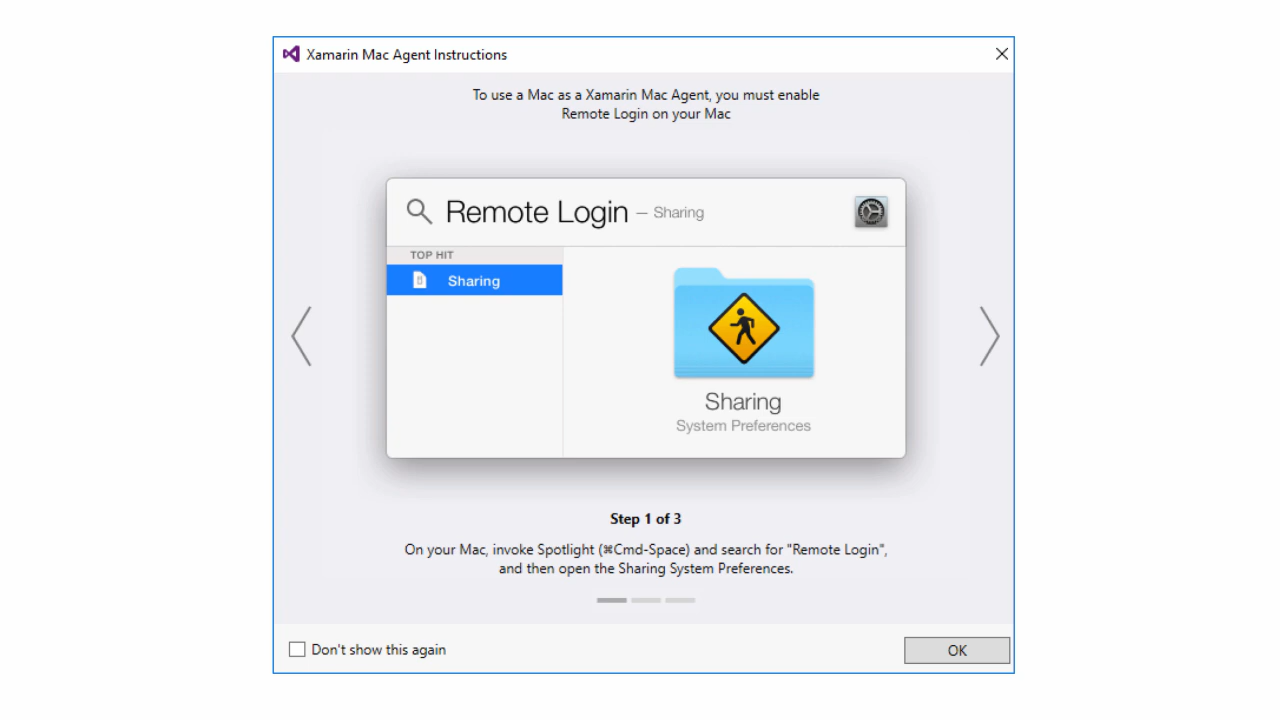 Xamarin Mac Agent Instructions
To use a Mac as a Xamarin Mac Agent, you must enable
Remote Login on your Mac
Remote Login – Sharing
TOP HIT
Sharing
Sharing
System Preferences
Step 1 of 3
On your Mac, invoke Spotlight (⌘Cmd-Space) and search for "Remote Login",
and then open the Sharing System Preferences.
Don't show this again
OK